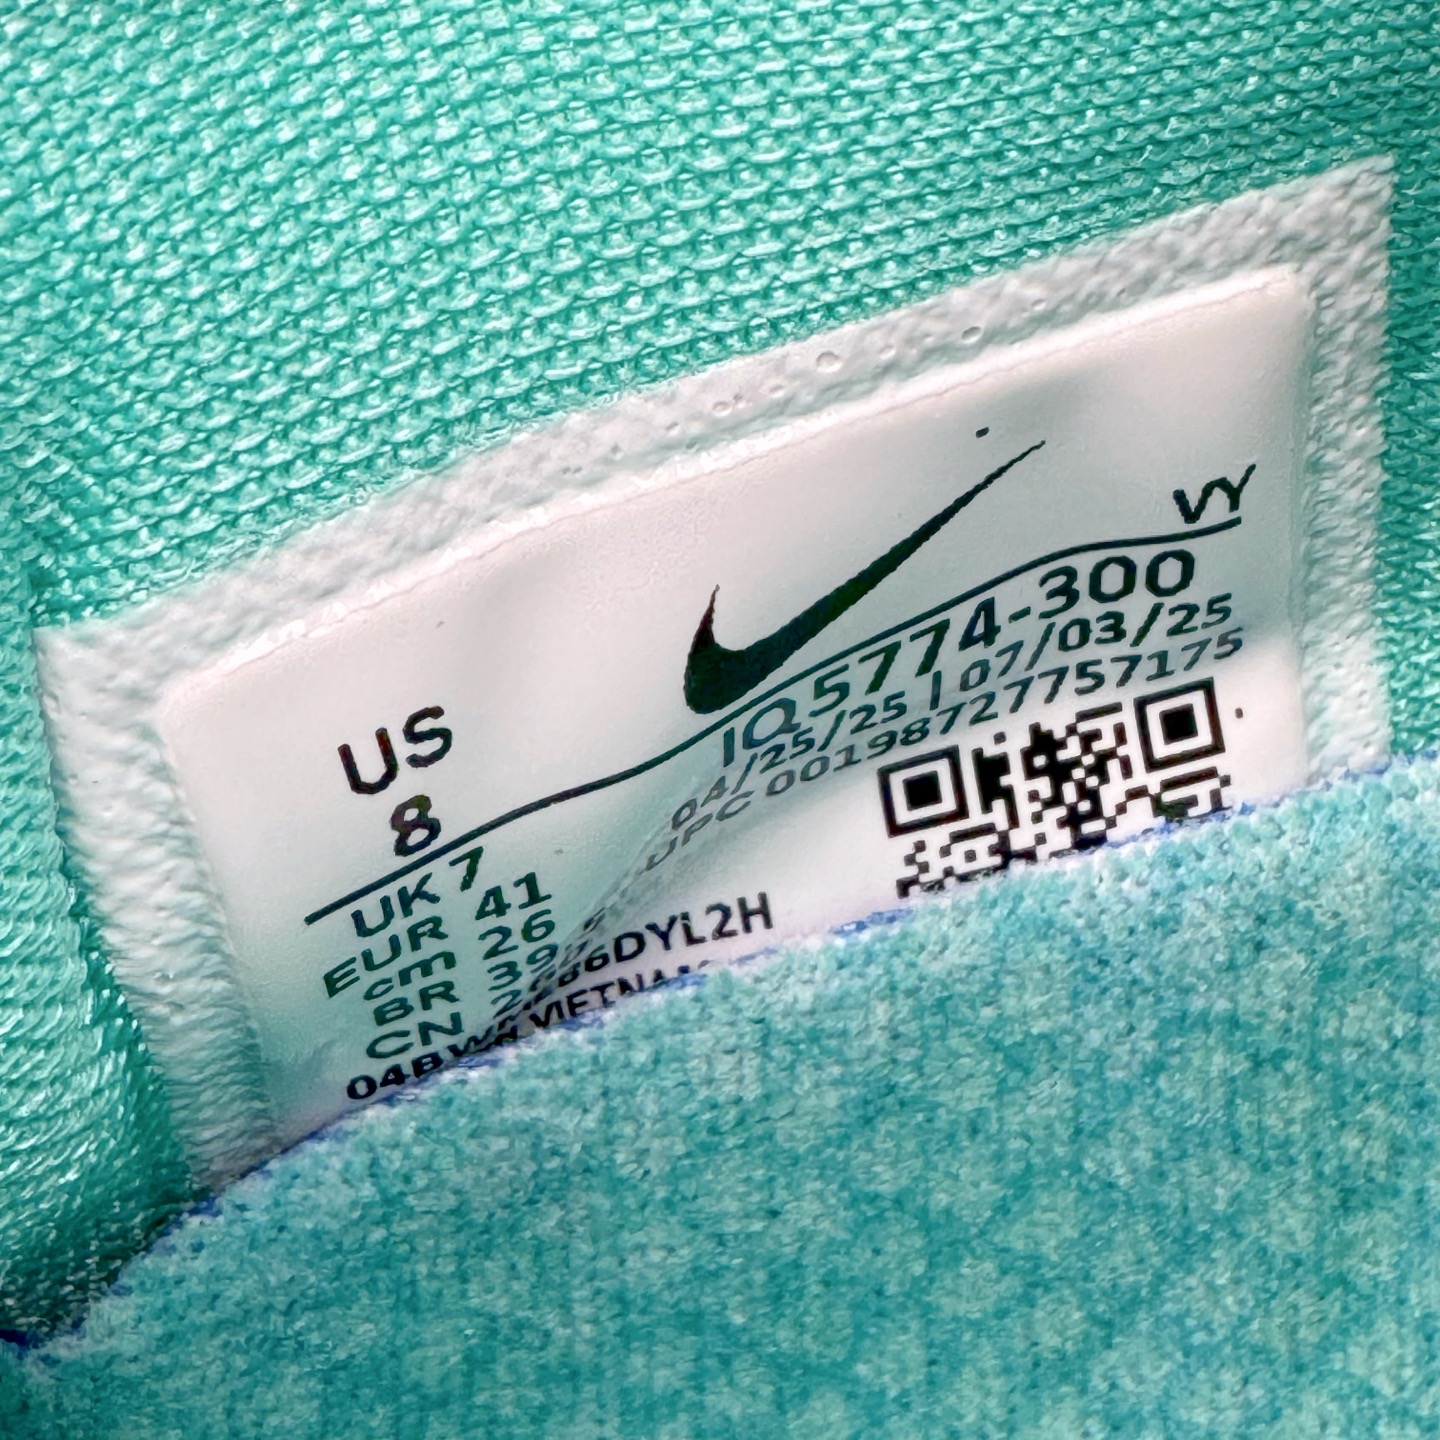 VY
US
8
IQ5774-300
04/25/25 | 07/03/25
UPC 00198727757175
UK 7
EUR 41
cm 26
BR 39
CN
VIETNAM